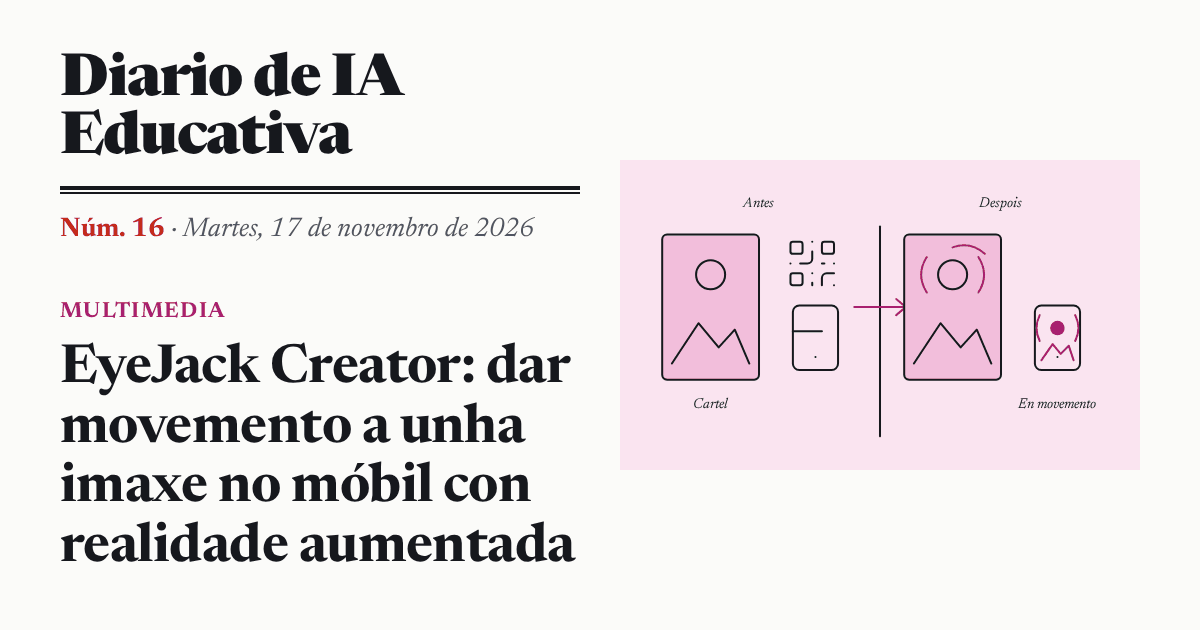 Diario de IA
Educativa
Núm. 16 · Martes, 17 de novembro de 2026
MULTIMEDIA
EyeJack Creator: dar
movemento a unha
imaxe no móbil con
realidade aumentada
Antes
Despois
Cartel
En movemento